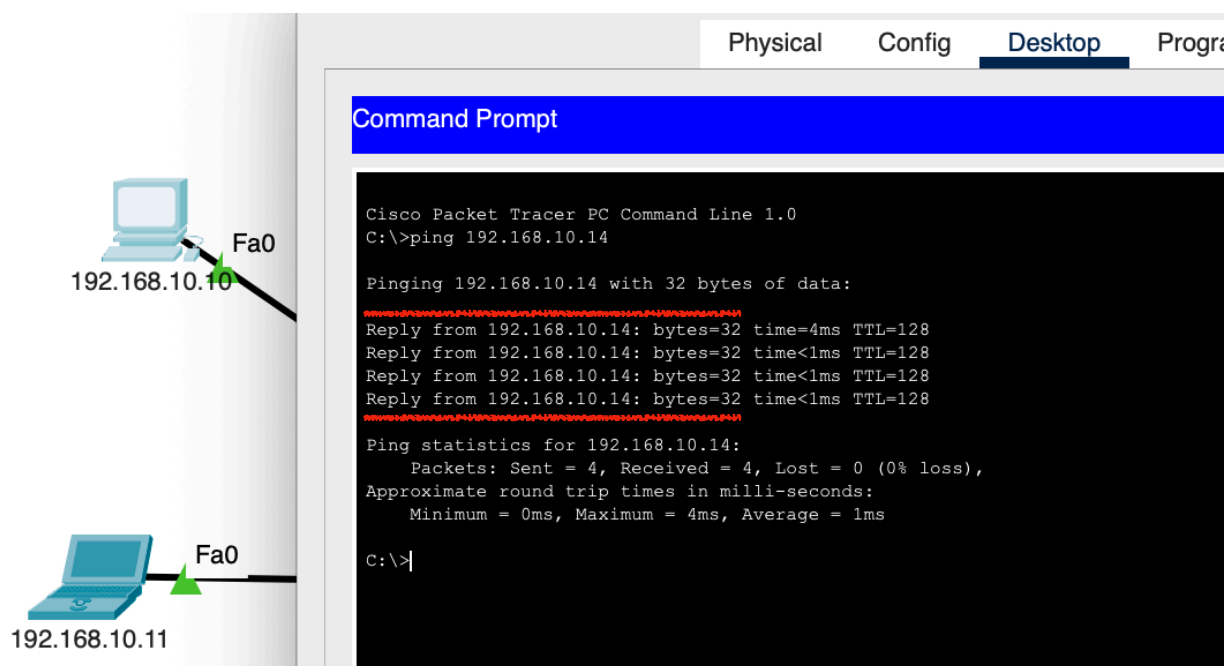 Physical Config Desktop
Command Prompt
Cisco Packet Tracer PC Command Line 1.0
C:\>ping 192.168.10.14
Pinging 192.168.10.14 with 32 bytes of data:
Reply from 192.168.10.14: bytes=32 time=4ms TTL=128
Reply from 192.168.10.14: bytes=32 time<1ms TTL=128
Reply from 192.168.10.14: bytes=32 time<1ms TTL=128
Reply from 192.168.10.14: bytes=32 time<1ms TTL=128
Ping statistics for 192.168.10.14:
Packets: Sent = 4, Received = 4, Lost = 0 (0% loss),
Approximate round trip times in milli-seconds:
Minimum = 0ms, Maximum = 4ms, Average = 1ms
C:\>
Fa0
192.168.10.10
Fa0
192.168.10.11